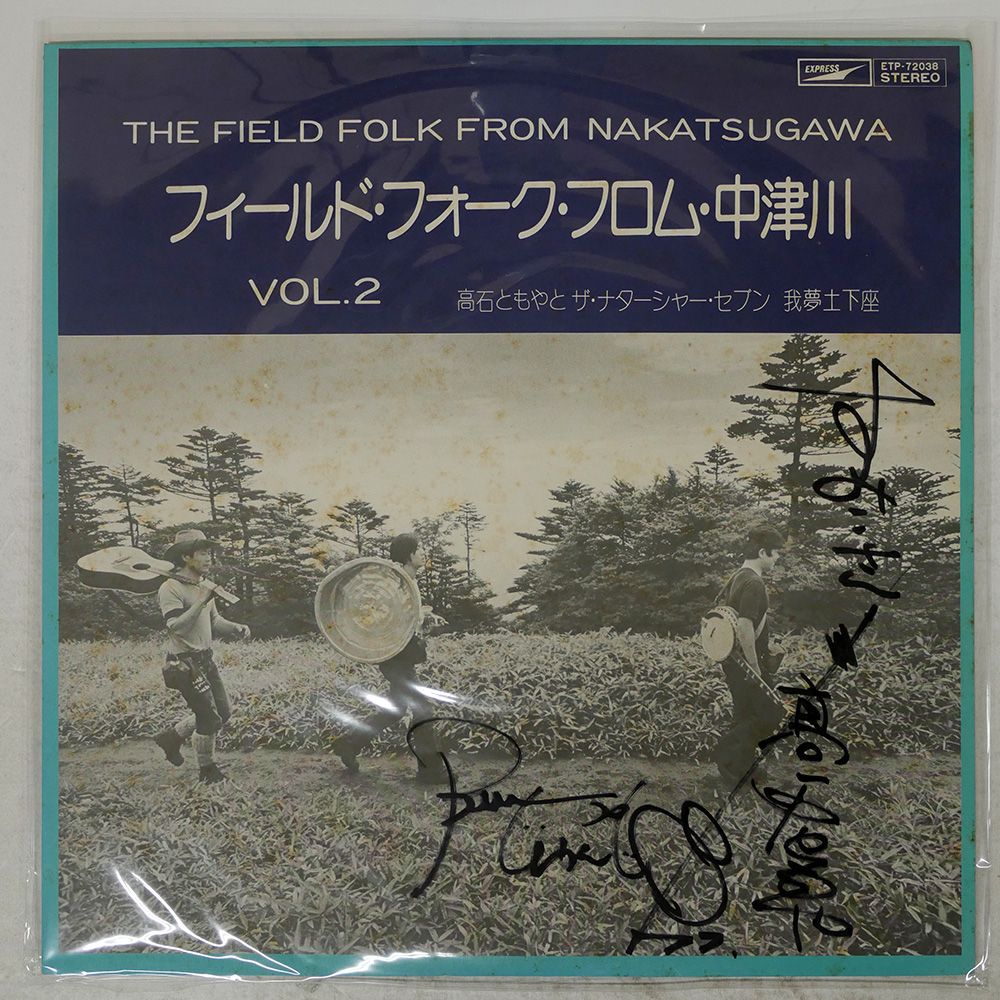 EXPRESS
ETP-72038
STEREO
THE FIELD FOLK FROM NAKATSUGAWA
フィールド・フォーク・フロム・中津川
VOL.2
高石ともやと ザ・ナターシャー・セブン 我夢土下座